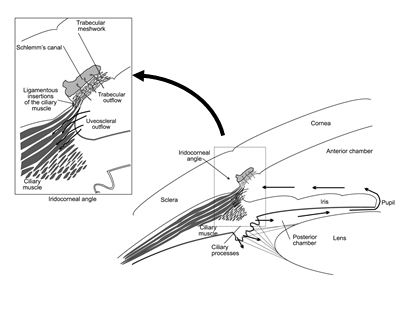 Trabecular
meshwork
Schlemm's canal
Ligamentous
insertions
of the ciliary
muscle
Trabecular
outflow
Uveoscleral
outflow
Ciliary
muscle
Iridocorneal angle
Cornea
Iridocorneal
angle
Anterior chamber
Sclera
Iris
Pupil
Ciliary
muscle
Ciliary
processes
Posterior
chamber
Lens